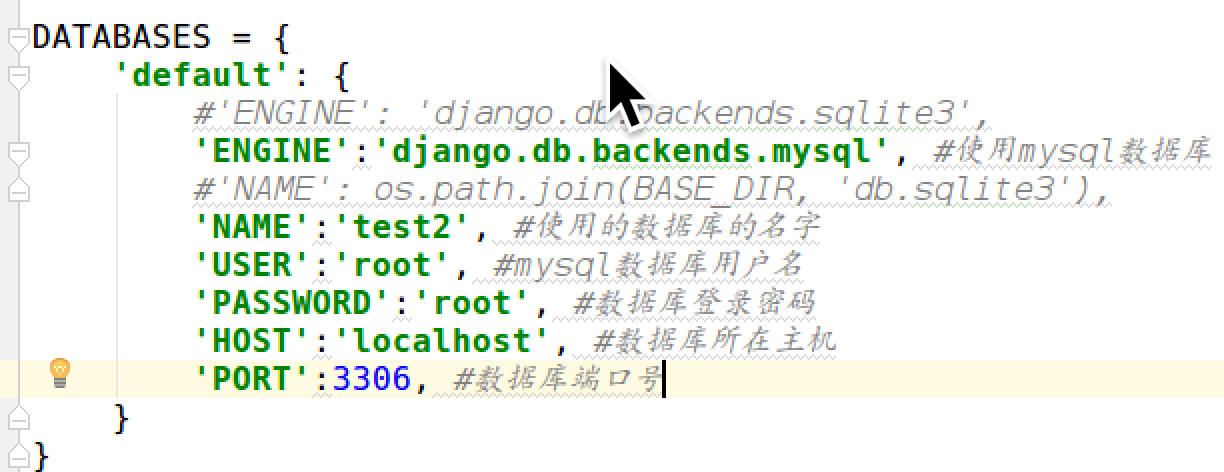 DATABASES = {
    'default': {
        #'ENGINE': 'django.db.backends.sqlite3',
        'ENGINE':'django.db.backends.mysql', #使用mysql数据库
        #'NAME': os.path.join(BASE_DIR, 'db.sqlite3'),
        'NAME':'test2', #使用的数据库的名字
        'USER':'root', #mysql数据库用户名
        'PASSWORD':'root', #数据库登录密码
        'HOST':'localhost', #数据库所在主机
        'PORT':3306, #数据库端口号
    }
}